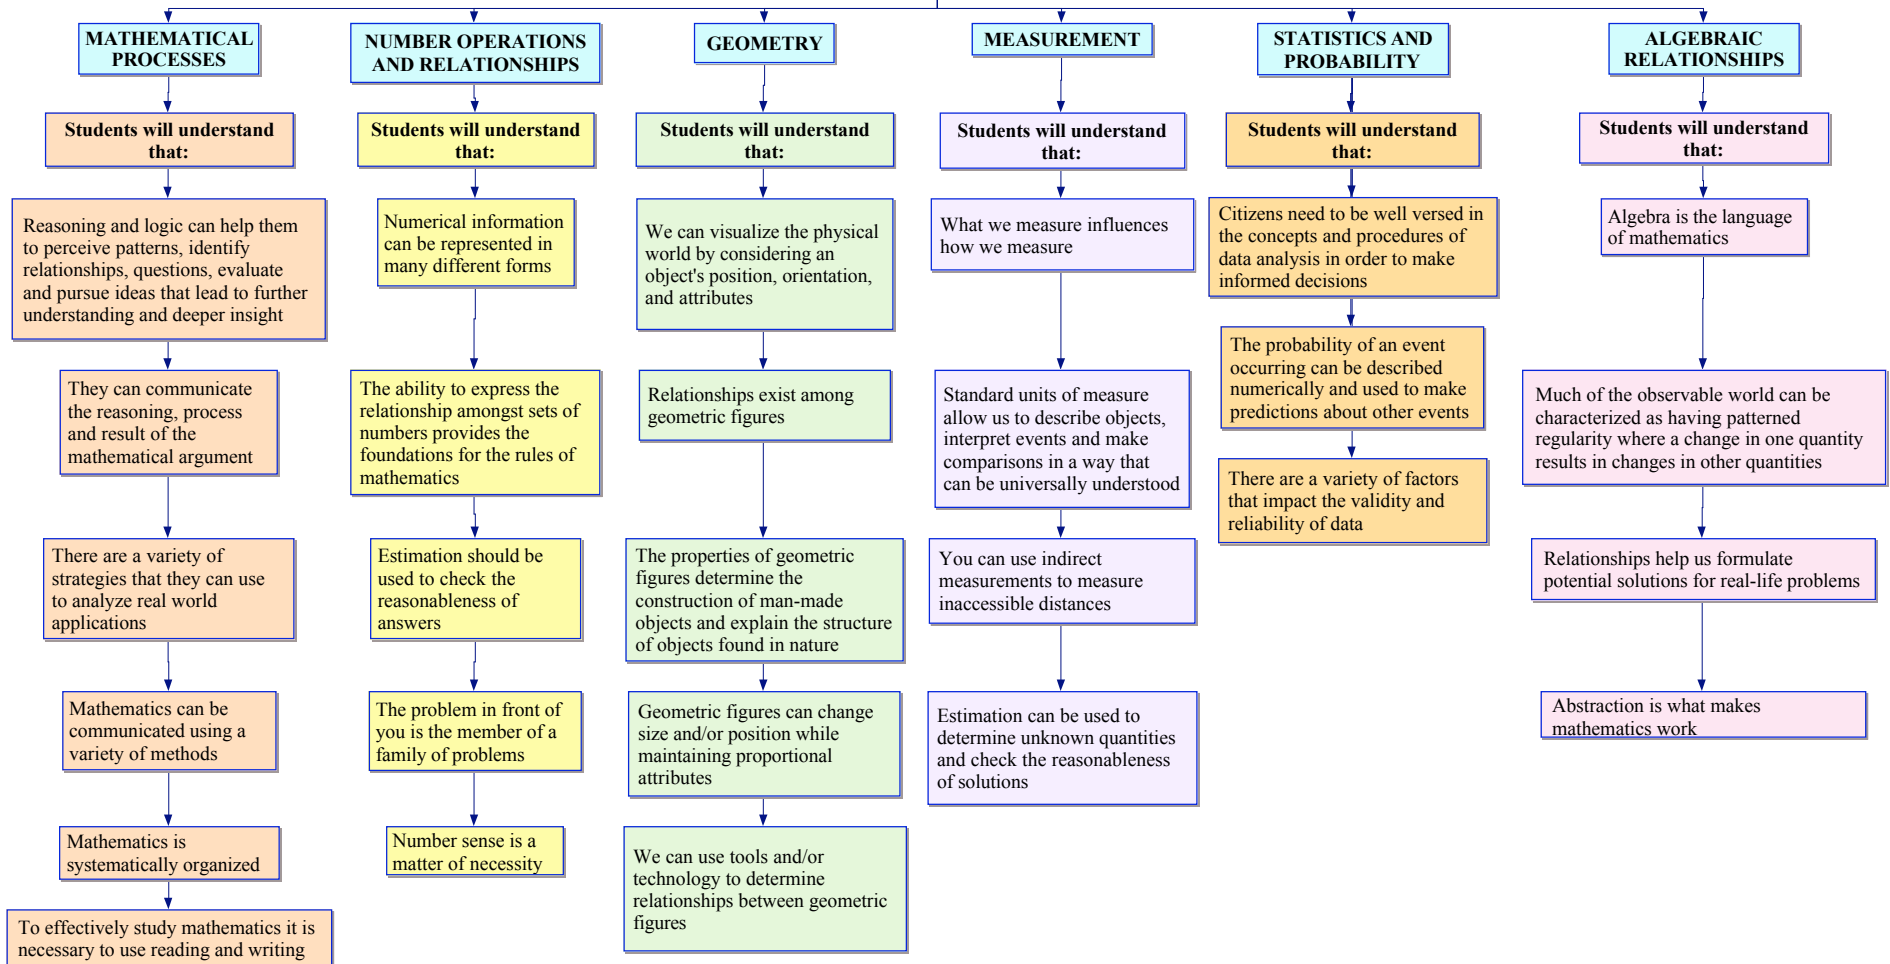 MATHEMATICAL
PROCESSES
Students will understand
that:
Reasoning and logic can help them
to perceive patterns, identify
relationships, questions, evaluate
and pursue ideas that lead to further
understanding and deeper insight
They can communicate
the reasoning, process
and result of the
mathematical argument
There are a variety of
strategies that they can use
to analyze real world
applications
Mathematics can be
communicated using a
variety of methods
Mathematics is
systematically organized
To effectively study mathematics it is
necessary to use reading and writing
NUMBER OPERATIONS
AND RELATIONSHIPS
Students will understand
that:
Numerical information
can be represented in
many different forms
The ability to express the
relationship amongst sets of
numbers provides the
foundations for the rules of
mathematics
Estimation should be
used to check the
reasonableness of
answers
The problem in front of
you is the member of a
family of problems
Number sense is a
matter of necessity
GEOMETRY
Students will understand
that:
We can visualize the physical
world by considering an
object's position, orientation,
and attributes
Relationships exist among
geometric figures
The properties of geometric
figures determine the
construction of man-made
objects and explain the structure
of objects found in nature
Geometric figures can change
size and/or position while
maintaining proportional
attributes
We can use tools and/or
technology to determine
relationships between geometric
figures
MEASUREMENT
Students will understand
that:
What we measure influences
how we measure
Standard units of measure
allow us to describe objects,
interpret events and make
comparisons in a way that
can be universally understood
You can use indirect
measurements to measure
inaccessible distances
Estimation can be used to
determine unknown quantities
and check the reasonableness
of solutions
STATISTICS AND
PROBABILITY
Students will understand
that:
Citizens need to be well versed in
the concepts and procedures of
data analysis in order to make
informed decisions
The probability of an event
occurring can be described
numerically and used to make
predictions about other events
There are a variety of factors
that impact the validity and
reliability of data
ALGEBRAIC
RELATIONSHIPS
Students will understand
that:
Algebra is the language
of mathematics
Much of the observable world can be
characterized as having patterned
regularity where a change in one quantity
results in changes in other quantities
Relationships help us formulate
potential solutions for real-life problems
Abstraction is what makes
mathematics work